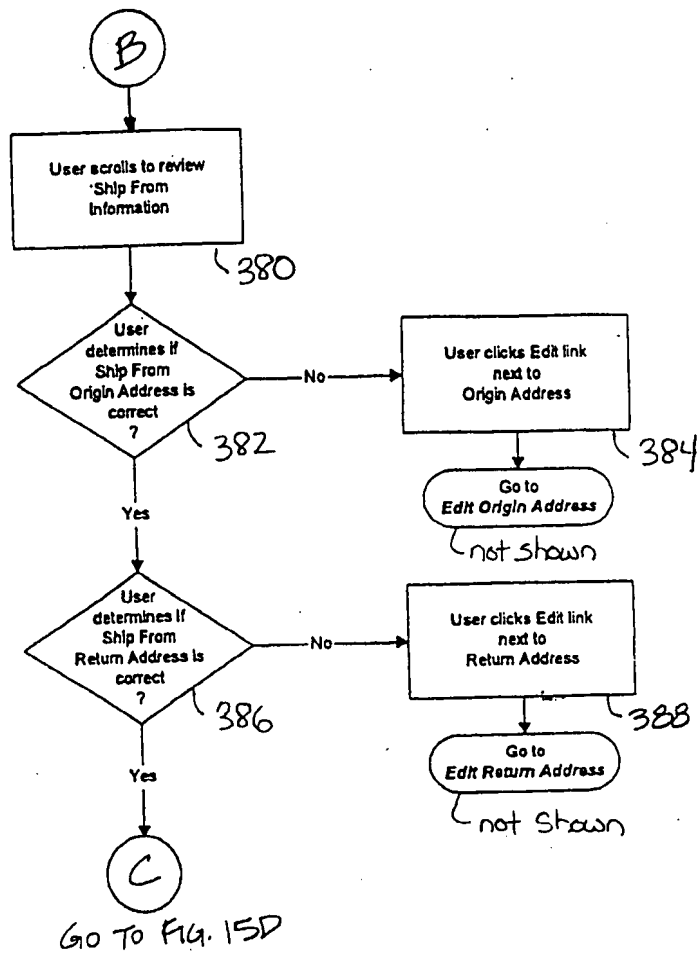 B
User scrolls to review
Ship From
Information
380
User
determines if
Ship From
Origin Address is
correct
?
382
No
User clicks Edit link
next to
Origin Address
384
Go to
Edit Origin Address
not shown
Yes
User
determines if
Ship From
Return Address is
correct
?
386
No
User clicks Edit link
next to
Return Address
388
Go to
Edit Return Address
not shown
Yes
C
GO TO FIG. 15D